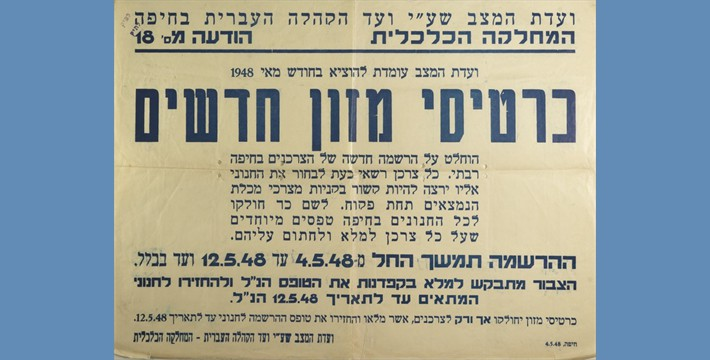 ועדת המצב שע"י ועד הקהלה העברית בחיפה
המחלקה הכלכלית הודעה מס' 18
ועדת המצב עומדת להוציא בחודש מאי 1948
כרטיסי מזון חדשים
הוחלט על הרשמה חדשה של הצרכנים בחיפה
רבתי. כל צרכן רשאי כעת לבחור את החנוני
אליו ירצה להיות קשור בקניות מצרכי מכלת
הנמצאים תחת פקוח. לשם כך חולקו
לכל החנונים בחיפה טפסים מיוחדים
שעל כל צרכן למלא ולחתום עליהם.
ההרשמה תמשך החל מ-4.5.48 עד 12.5.48 ועד בכלל.
הצבור מתבקש למלא בקפדנות את הטופס הנ"ל ולהחזירו לחנוני
המתאים עד לתאריך 12.5.48 הנ"ל.
כרטיסי מזון יחולקו אך ורק לצרכנים, אשר מלאו והחזירו את טופס ההרשמה לחנוני עד לתאריך 12.5.48.
ועדת המצב שע"י ועד הקהלה העברית - המחלקה הכלכלית
חיפה, 4.5.48